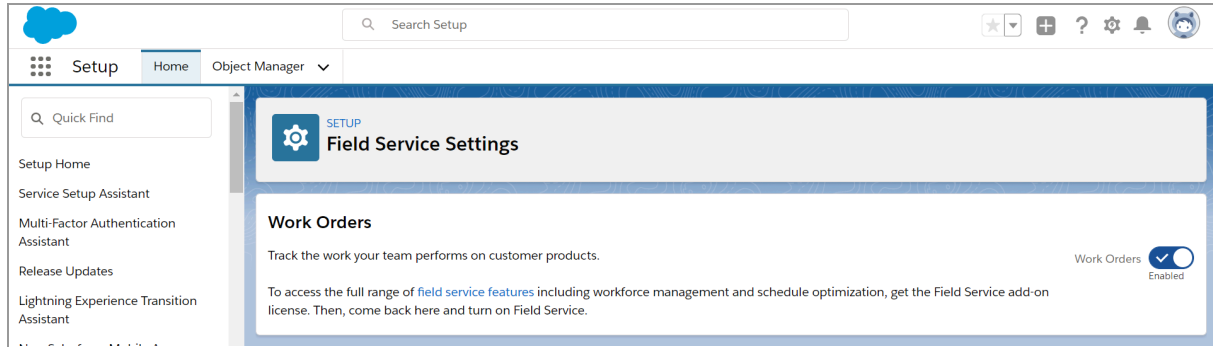 Search Setup
Setup
Home
Object Manager
Quick Find
Setup Home
Service Setup Assistant
Multi-Factor Authentication
Assistant
Release Updates
Lightning Experience Transition
Assistant
SETUP
Field Service Settings
Work Orders
Track the work your team performs on customer products.
Work Orders
Enabled
To access the full range of field service features including workforce management and schedule optimization, get the Field Service add-on
license. Then, come back here and turn on Field Service.